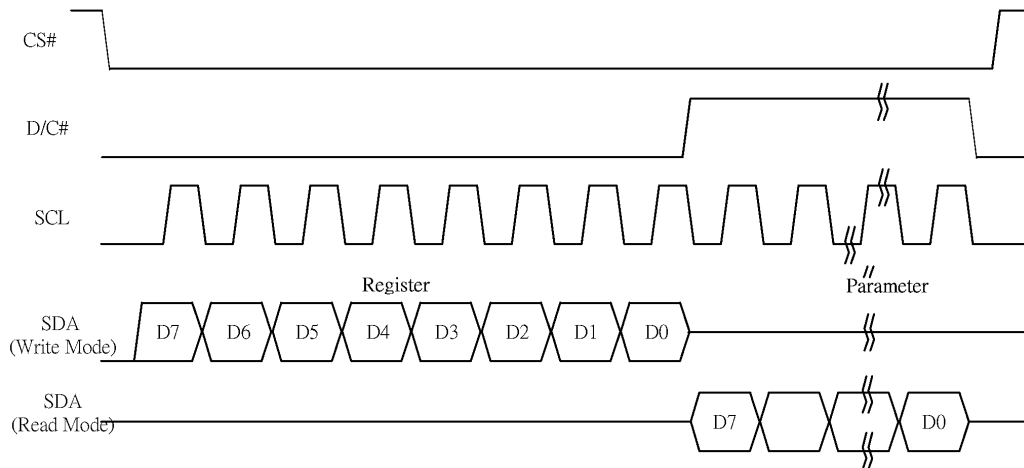 CS#
D/C#
SCL
Register
Parameter
SDA
(Write Mode)
D7 D6 D5 D4 D3 D2 D1 D0
SDA
(Read Mode)
D7 D0